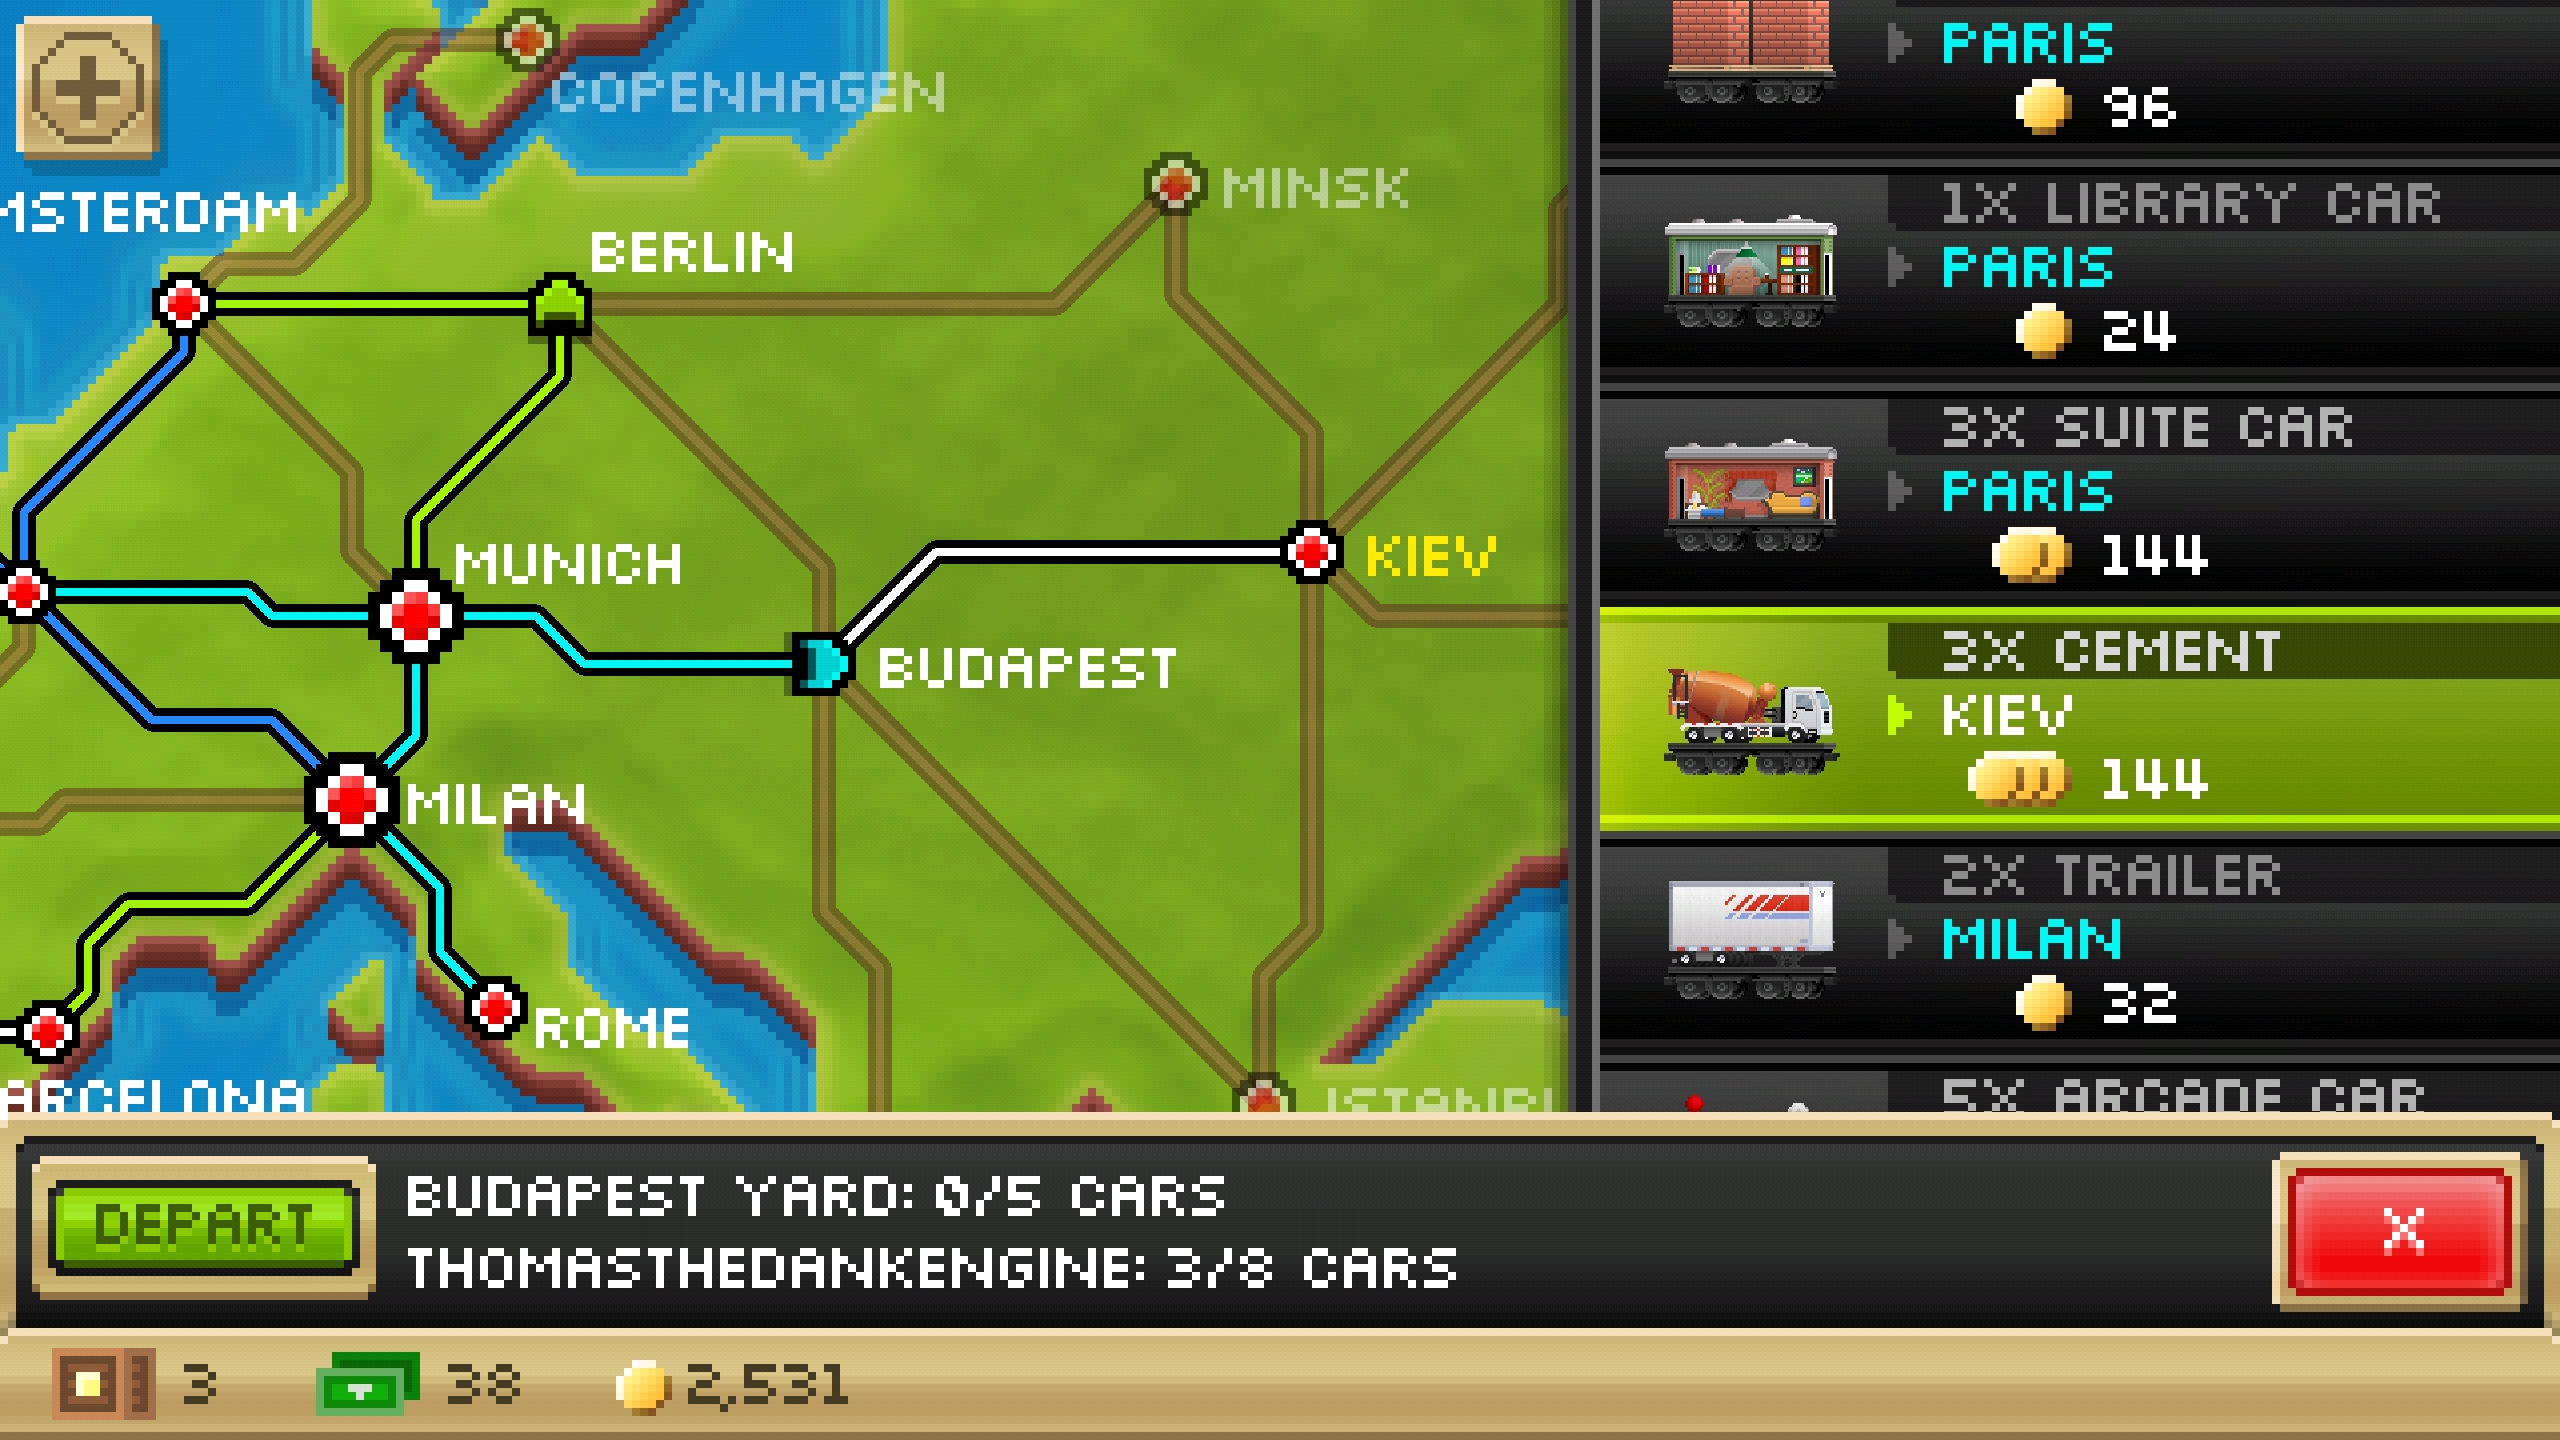 COPENHAGEN
MINSK
MSTERDAM
BERLIN
MUNICH
KIEV
BUDAPEST
MILAN
ROME
ARCELONA
ISTANB
PARIS
96
1X LIBRARY CAR
PARIS
24
3X SUITE CAR
PARIS
144
3X CEMENT
KIEV
144
2X TRAILER
MILAN
32
5X ARCADE CAR
DEPART
BUDAPEST YARD: 0/5 CARS
THOMASTHEDANKENGINE: 3/8 CARS
X
3
38
2,531